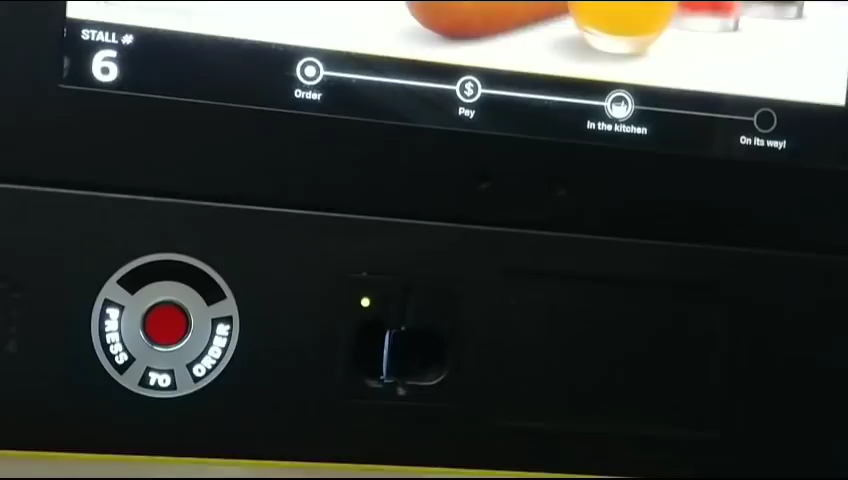 STALL #
6
Order
$
Pay
In the kitchen
On its way!
PRESS
TO
ORDER